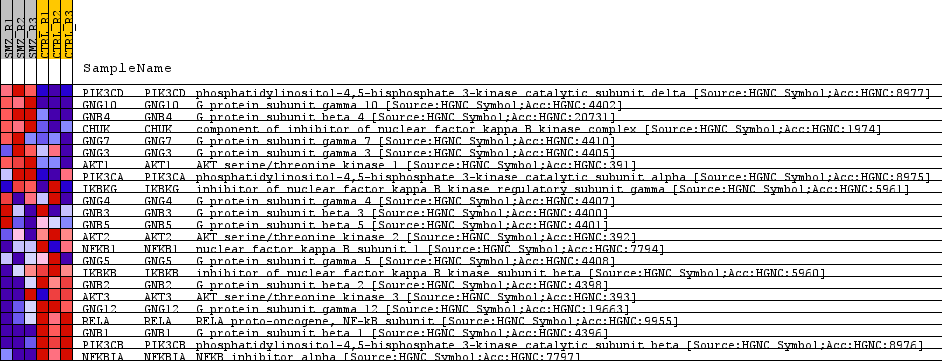 SMZ_R1 SMZ_R2 SMZ_R3 CTRL_R1 CTRL_R2 CTRL_R3
SampleName
PIK3CD PIK3CD phosphatidylinositol-4,5-bisphosphate 3-kinase catalytic subunit delta [Source:HGNC Symbol;Acc:HGNC:8977]
GNG10 GNG10 G protein subunit gamma 10 [Source:HGNC Symbol;Acc:HGNC:4402]
GNB4 GNB4 G protein subunit beta 4 [Source:HGNC Symbol;Acc:HGNC:20731]
CHUK CHUK component of inhibitor of nuclear factor kappa B kinase complex [Source:HGNC Symbol;Acc:HGNC:1974]
GNG7 GNG7 G protein subunit gamma 7 [Source:HGNC Symbol;Acc:HGNC:4410]
GNG3 GNG3 G protein subunit gamma 3 [Source:HGNC Symbol;Acc:HGNC:4405]
AKT1 AKT1 AKT serine/threonine kinase 1 [Source:HGNC Symbol;Acc:HGNC:391]
PIK3CA PIK3CA phosphatidylinositol-4,5-bisphosphate 3-kinase catalytic subunit alpha [Source:HGNC Symbol;Acc:HGNC:8975]
IKBKG IKBKG inhibitor of nuclear factor kappa B kinase regulatory subunit gamma [Source:HGNC Symbol;Acc:HGNC:5961]
GNG4 GNG4 G protein subunit gamma 4 [Source:HGNC Symbol;Acc:HGNC:4407]
GNB3 GNB3 G protein subunit beta 3 [Source:HGNC Symbol;Acc:HGNC:4400]
GNB5 GNB5 G protein subunit beta 5 [Source:HGNC Symbol;Acc:HGNC:4401]
AKT2 AKT2 AKT serine/threonine kinase 2 [Source:HGNC Symbol;Acc:HGNC:392]
NFKB1 NFKB1 nuclear factor kappa B subunit 1 [Source:HGNC Symbol;Acc:HGNC:7794]
GNG5 GNG5 G protein subunit gamma 5 [Source:HGNC Symbol;Acc:HGNC:4408]
IKBKB IKBKB inhibitor of nuclear factor kappa B kinase subunit beta [Source:HGNC Symbol;Acc:HGNC:5960]
GNB2 GNB2 G protein subunit beta 2 [Source:HGNC Symbol;Acc:HGNC:4398]
AKT3 AKT3 AKT serine/threonine kinase 3 [Source:HGNC Symbol;Acc:HGNC:393]
GNG12 GNG12 G protein subunit gamma 12 [Source:HGNC Symbol;Acc:HGNC:19663]
RELA RELA RELA proto-oncogene, NF-kB subunit [Source:HGNC Symbol;Acc:HGNC:9955]
GNB1 GNB1 G protein subunit beta 1 [Source:HGNC Symbol;Acc:HGNC:4396]
PIK3CB PIK3CB phosphatidylinositol-4,5-bisphosphate 3-kinase catalytic subunit beta [Source:HGNC Symbol;Acc:HGNC:8976]
NFKBIA NFKBIA NFKB inhibitor alpha [Source:HGNC Symbol;Acc:HGNC:7797]